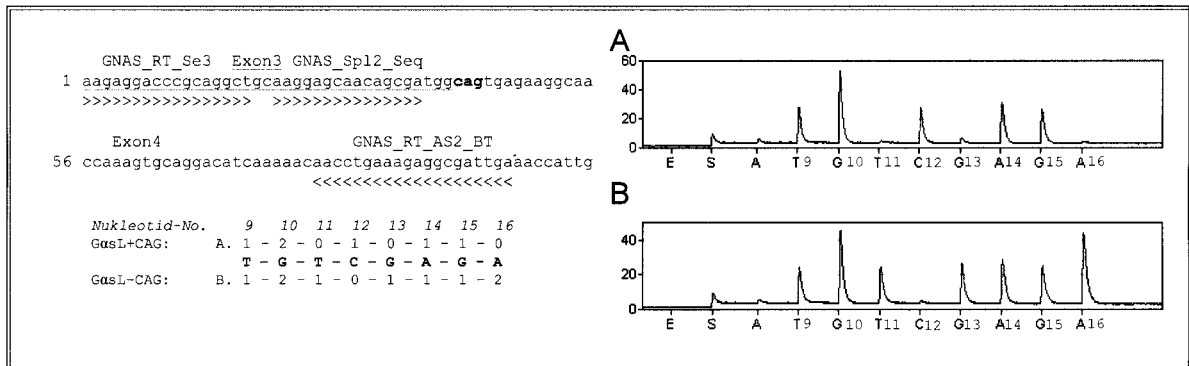 GNAS_RT_Se3 Exon3 GNAS_Spl2_Seq
1 aagaggacccgcaggctgcaaggagcaacagcgatggcagtgagaaggcaa
>>>>>>>>>>>>>>>>> >>>>>>>>>>>>>>>
Exon4 GNAS_RT_AS2_BT
56 ccaaagtgcaggacatcaaaaacaacctgaaagaggcgattgaaaccattg
<<<<<<<<<<<<<<<<<<<<
Nukleotid-No. 9 10 11 12 13 14 15 16
GαsL+CAG: A. 1 - 2 - 0 - 1 - 0 - 1 - 1 - 0
T - G - T - C - G - A - G - A
GαsL-CAG: B. 1 - 2 - 1 - 0 - 1 - 1 - 1 - 2
A
60
40
20
0
E S A T9 G10 T11 C12 G13 A14 G15 A16
B
40
20
0
E S A T9 G10 T11 C12 G13 A14 G15 A16